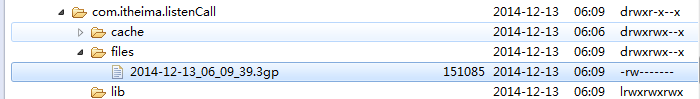 com.itheima.listenCall 2014-12-13 06:09 drwxr-x--x
cache 2014-12-13 06:06 drwxrwx--x
files 2014-12-13 06:09 drwxrwx--x
2014-12-13_06_09_39.3gp 151085 2014-12-13 06:09 -rw-------
lib 2014-12-13 06:09 lrwxrwxrwx